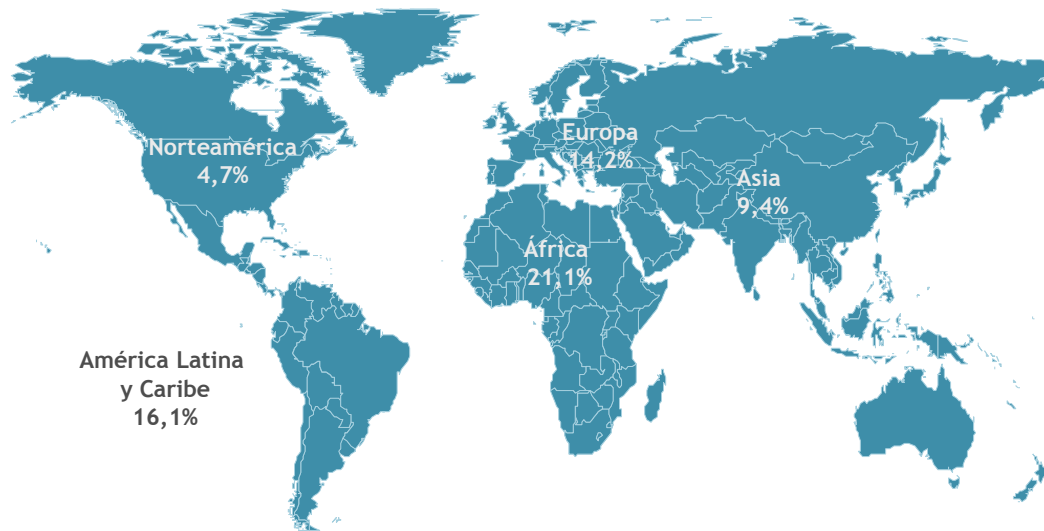 Norteamérica
4,7%
Europa
14,2%
Asia
9,4%
África
21,1%
América Latina
y Caribe
16,1%